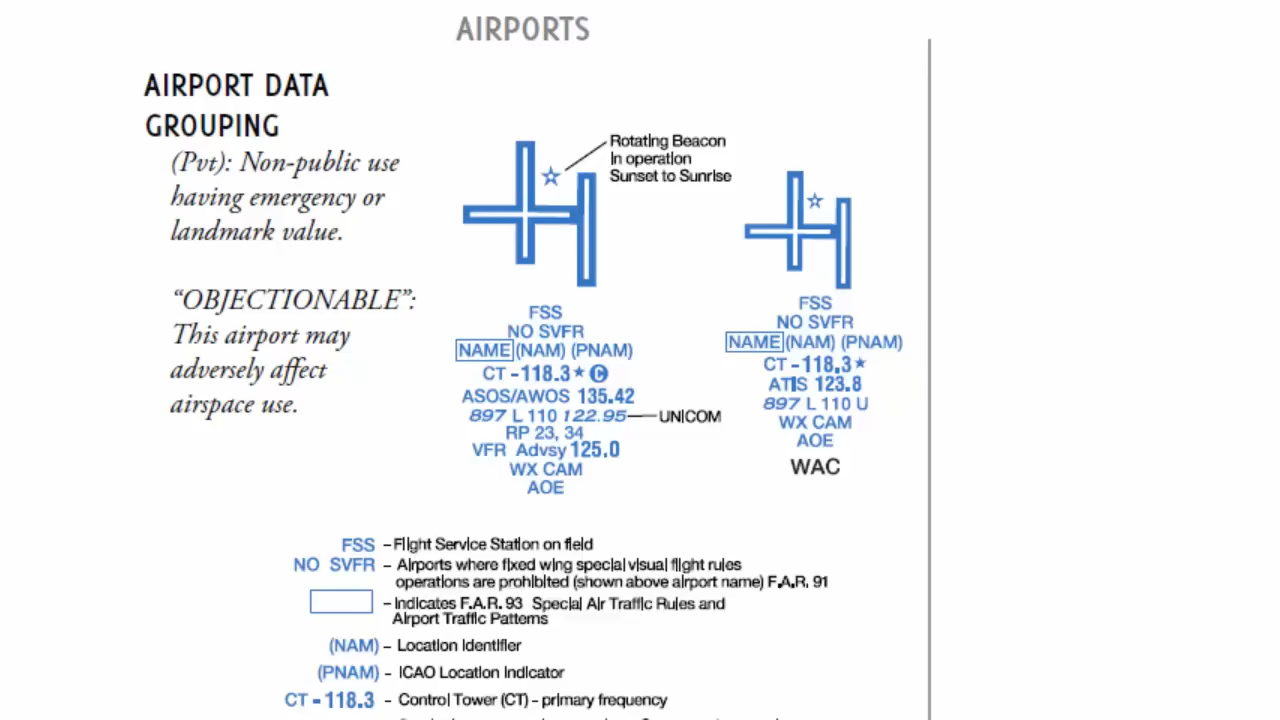 AIRPORTS
AIRPORT DATA
GROUPING
(Pvt): Non-public use
having emergency or
landmark value.
“OBJECTIONABLE”:
This airport may
adversely affect
airspace use.
Rotating Beacon
in operation
Sunset to Sunrise
FSS
NO SVFR
NAME (NAM) (PNAM)
CT - 118.3 ★ C
ASOS/AWOS 135.42
897 L 110 122.95 — UNICOM
RP 23, 34
VFR Advsy 125.0
WX CAM
AOE
FSS
NO SVFR
NAME (NAM) (PNAM)
CT - 118.3 ★
ATIS 123.8
897 L 110 U
WX CAM
AOE
WAC
FSS – Flight Service Station on field
NO SVFR – Airports where fixed wing special visual flight rules
operations are prohibited (shown above airport name) F.A.R. 91
– Indicates F.A.R. 93 Special Air Traffic Rules and
Airport Traffic Patterns
(NAM) – Location Identifier
(PNAM) – ICAO Location Indicator
CT - 118.3 – Control Tower (CT) – primary frequency